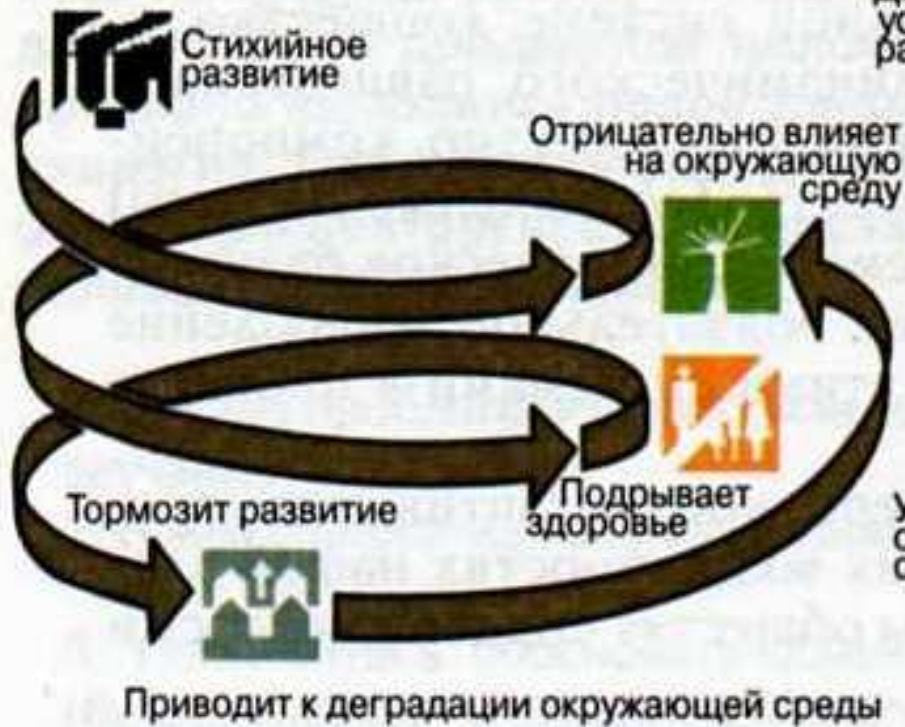 Стихийное
развитие
Отрицательно влияет
на окружающую
среду
Тормозит развитие
Подрывает
здоровье
Приводит к деградации окружающей среды